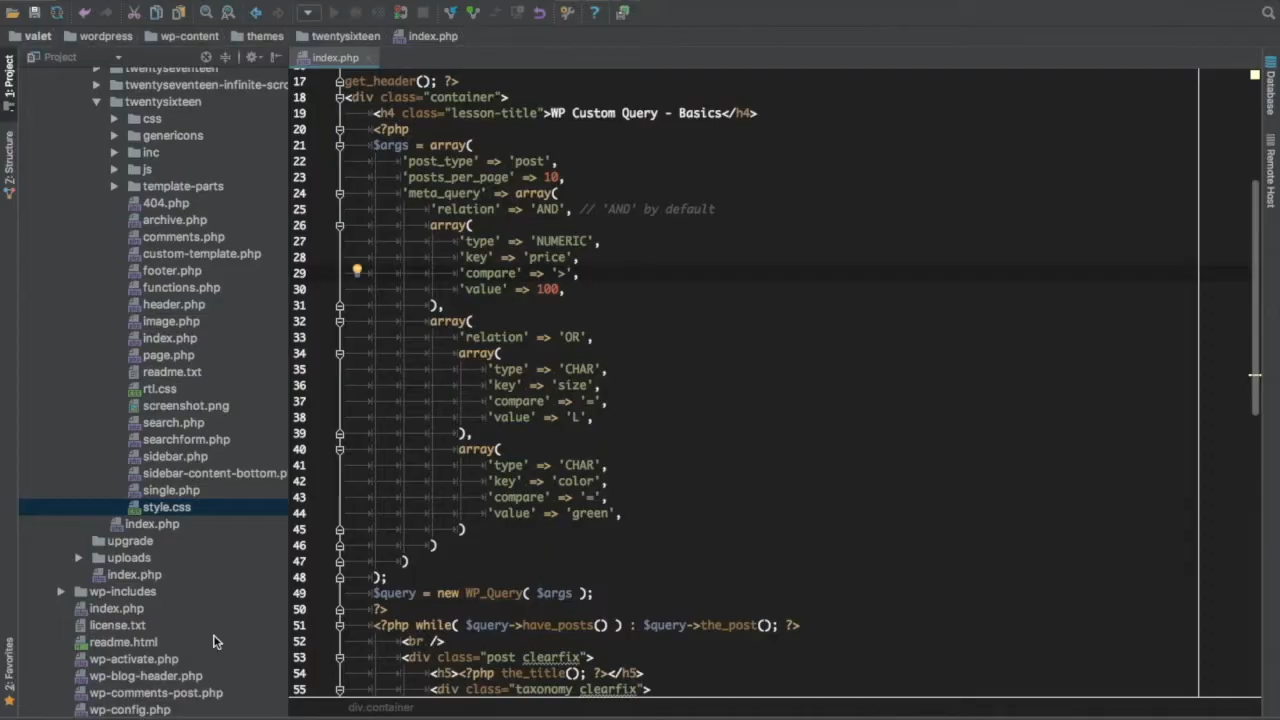 valet wordpress wp-content themes twentysixteen index.php
Project
index.php
1: Project
Z: Structure
2: Favorites
twentyseventeen
twentyseventeen-infinite-scro
twentysixteen
css
genericons
inc
js
template-parts
404.php
archive.php
comments.php
custom-template.php
footer.php
functions.php
header.php
image.php
index.php
page.php
readme.txt
rtl.css
screenshot.png
search.php
searchform.php
sidebar.php
sidebar-content-bottom.p
single.php
style.css
index.php
upgrade
uploads
index.php
wp-includes
index.php
license.txt
readme.html
wp-activate.php
wp-blog-header.php
wp-comments-post.php
wp-config.php
17 get_header(); ?>
18 <div class="container">
19 <h4 class="lesson-title">WP Custom Query - Basics</h4>
20 <?php
21 $args = array(
22 'post_type' => 'post',
23 'posts_per_page' => 10,
24 'meta_query' => array(
25 'relation' => 'AND', // 'AND' by default
26 array(
27 'type' => 'NUMERIC',
28 'key' => 'price',
29 'compare' => '>',
30 'value' => 100,
31 ),
32 array(
33 'relation' => 'OR',
34 array(
35 'type' => 'CHAR',
36 'key' => 'size',
37 'compare' => '=',
38 'value' => 'L',
39 ),
40 array(
41 'type' => 'CHAR',
42 'key' => 'color',
43 'compare' => '=',
44 'value' => 'green',
45 )
46 )
47 )
48 );
49 $query = new WP_Query( $args );
50 ?>
51 <?php while( $query->have_posts() ) : $query->the_post(); ?>
52 <br />
53 <div class="post clearfix">
54 <h5><?php the_title(); ?></h5>
55 <div class="taxonomy clearfix">
div.container
Database
Remote Host